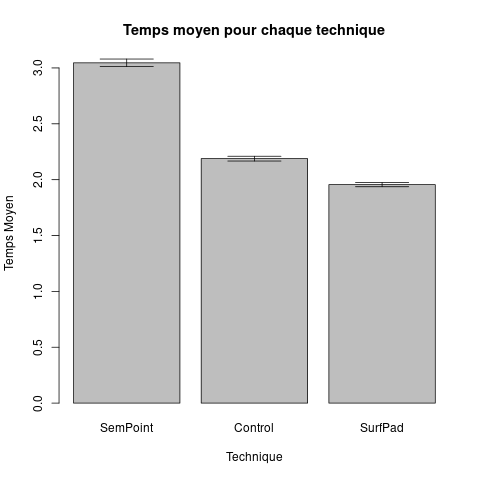 Temps moyen pour chaque technique
3.0
2.5
2.0
1.5
1.0
0.5
0.0
Temps Moyen
SemPoint Control SurfPad
Technique